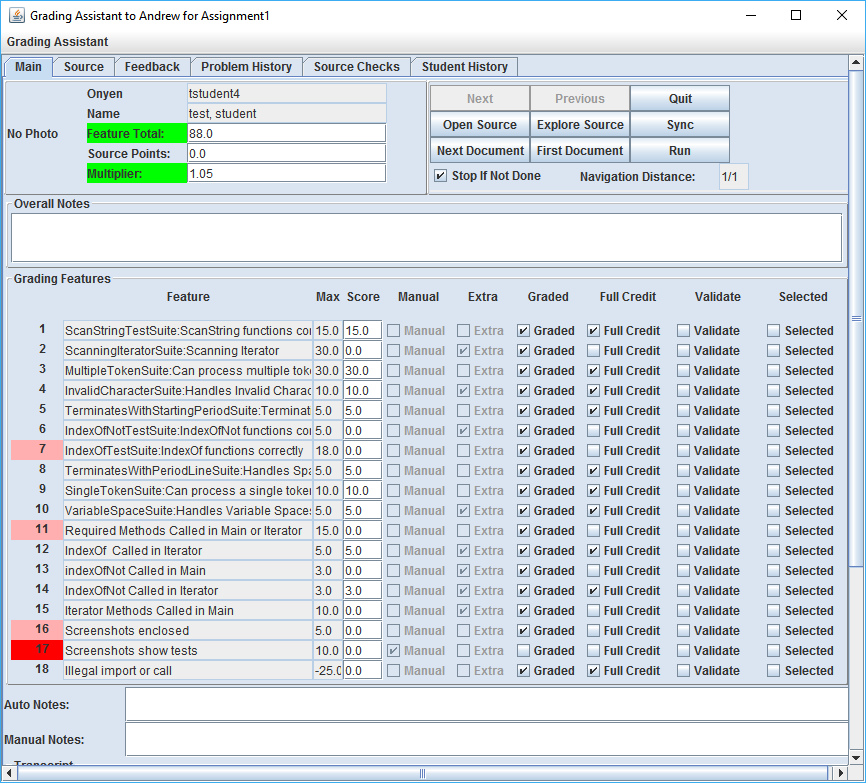 Grading Assistant to Andrew for Assignment1
Grading Assistant
Main Source Feedback Problem History Source Checks Student History
No Photo
Onyen tstudent4
Name test, student
Feature Total: 88.0
Source Points: 0.0
Multiplier: 1.05
Next Previous Quit
Open Source Explore Source Sync
Next Document First Document Run
Stop If Not Done Navigation Distance: 1/1
Overall Notes
Grading Features
Feature Max Score Manual Extra Graded Full Credit Validate Selected
1 ScanStringTestSuite:ScanString functions cor 15.0 15.0 Manual Extra Graded Full Credit Validate Selected
2 ScanningIteratorSuite:Scanning Iterator 30.0 0.0 Manual Extra Graded Full Credit Validate Selected
3 MultipleTokenSuite:Can process multiple toke 30.0 30.0 Manual Extra Graded Full Credit Validate Selected
4 InvalidCharacterSuite:Handles Invalid Charac 10.0 10.0 Manual Extra Graded Full Credit Validate Selected
5 TerminatesWithStartingPeriodSuite:Terminat 5.0 5.0 Manual Extra Graded Full Credit Validate Selected
6 IndexOfNotTestSuite:IndexOfNot functions cor 5.0 0.0 Manual Extra Graded Full Credit Validate Selected
7 IndexOfTestSuite:IndexOf functions correctly 18.0 0.0 Manual Extra Graded Full Credit Validate Selected
8 TerminatesWithPeriodLineSuite:Handles Spa 5.0 5.0 Manual Extra Graded Full Credit Validate Selected
9 SingleTokenSuite:Can process a single token 10.0 10.0 Manual Extra Graded Full Credit Validate Selected
10 VariableSpaceSuite:Handles Variable Spaces 5.0 5.0 Manual Extra Graded Full Credit Validate Selected
11 Required Methods Called in Main or Iterator 15.0 0.0 Manual Extra Graded Full Credit Validate Selected
12 IndexOf Called in Iterator 5.0 5.0 Manual Extra Graded Full Credit Validate Selected
13 indexOfNot Called in Main 3.0 0.0 Manual Extra Graded Full Credit Validate Selected
14 IndexOfNot Called in Iterator 3.0 3.0 Manual Extra Graded Full Credit Validate Selected
15 Iterator Methods Called in Main 10.0 0.0 Manual Extra Graded Full Credit Validate Selected
16 Screenshots enclosed 5.0 0.0 Manual Extra Graded Full Credit Validate Selected
17 Screenshots show tests 10.0 0.0 Manual Extra Graded Full Credit Validate Selected
18 Illegal import or call -25.0 0.0 Manual Extra Graded Full Credit Validate Selected
Auto Notes:
Manual Notes:
Transcript